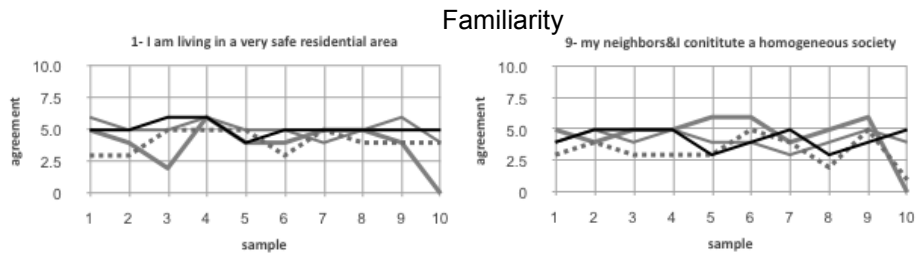 Familiarity
1- I am living in a very safe residential area
10.0
7.5
5.0
2.5
0
agreement
1 2 3 4 5 6 7 8 9 10
sample
9- my neighbors&I conititute a homogeneous society
10.0
7.5
5.0
2.5
0
agreement
1 2 3 4 5 6 7 8 9 10
sample